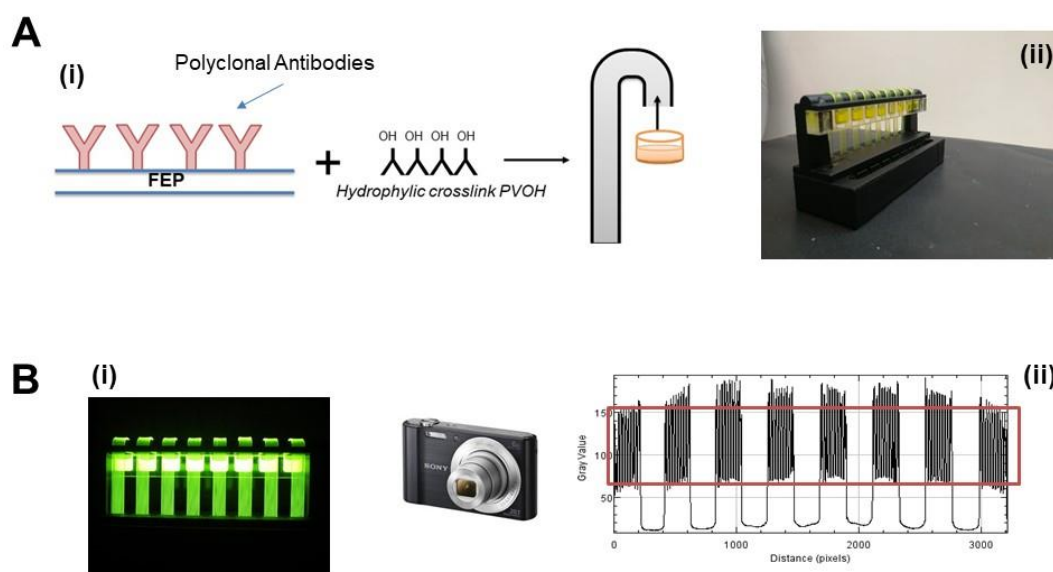 A
(i)
Polyclonal Antibodies
FEP
+
OH OH OH OH
Hydrophylic crosslink PVOH
(ii)
B
(i)
SONY
(ii)
Gray Value
150
100
50
0 1000 2000 3000
Distance (pixels)